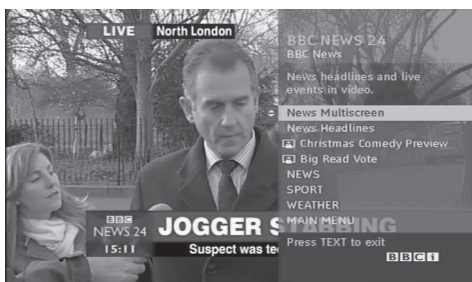 LIVE North London
BBC NEWS 24
BBC News
News headlines and live
events in video.
News Multiscreen
News Headlines
Christmas Comedy Preview
Big Read Vote
NEWS
SPORT
WEATHER
MAIN MENU
Press TEXT to exit
BBCi
BBC
NEWS 24
15:11
JOGGER STABBING
Suspect was te